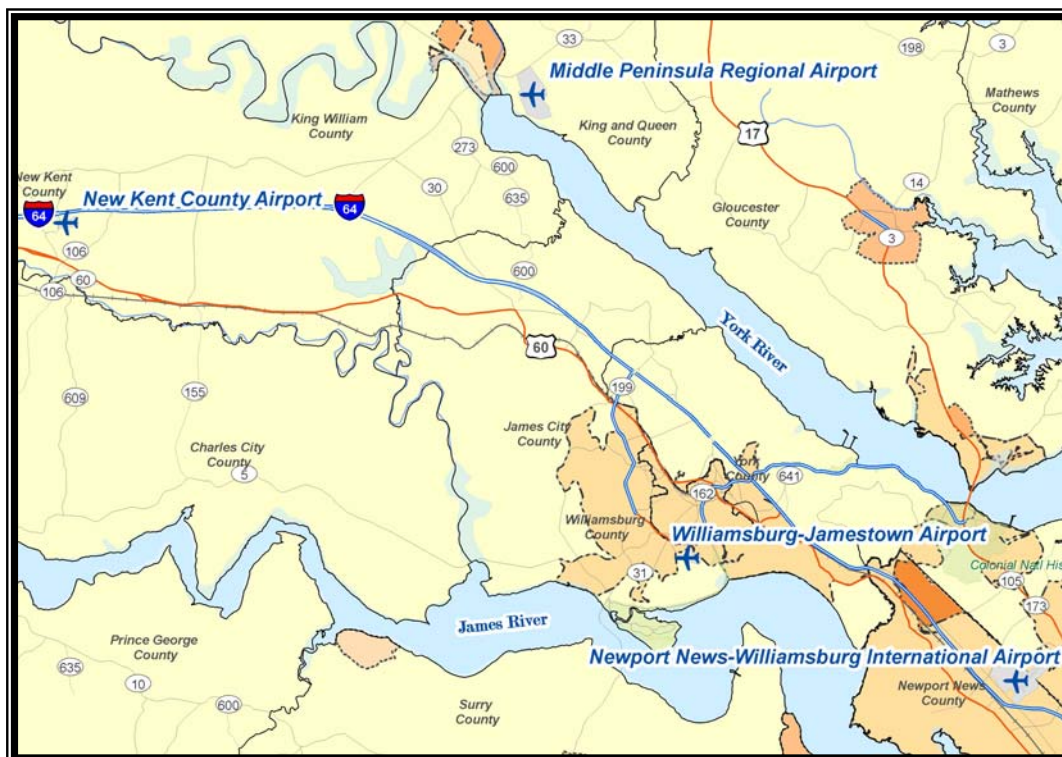 33
198
3
Middle Peninsula Regional Airport
Mathews
County
King William
County
King and Queen
County
17
273
600
New Kent
County
New Kent County Airport
64
64
30
635
14
Gloucester
County
3
106
60
106
600
York River
60
199
609
155
James City
County
Charles City
County
5
York
County
641
162
Williamsburg
County
Williamsburg-Jamestown Airport
31
Colonial Natl His
105
173
James River
Prince George
County
Newport News-Williamsburg International Airport
635
10
600
Surry
County
Newport News
County